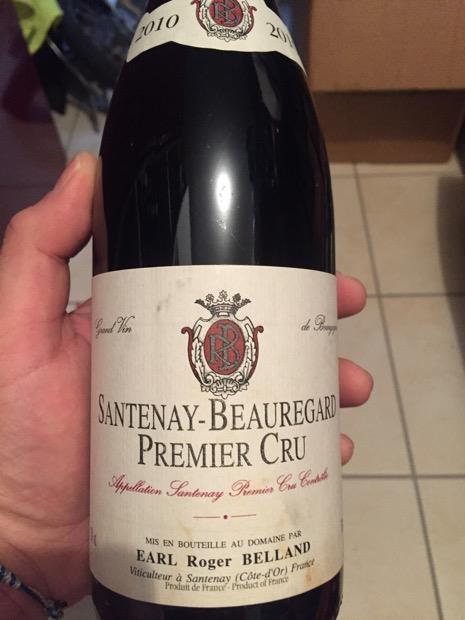 2010
201
Grand Vin de Bourgogne
SANTENAY-BEAUREGARD
PREMIER CRU
Appellation Santenay Premier Cru Contrôlée
MIS EN BOUTEILLE AU DOMAINE PAR
EARL Roger BELLAND
Viticulteur à Santenay (Côte-d'Or) France
Produit de France - Product of France